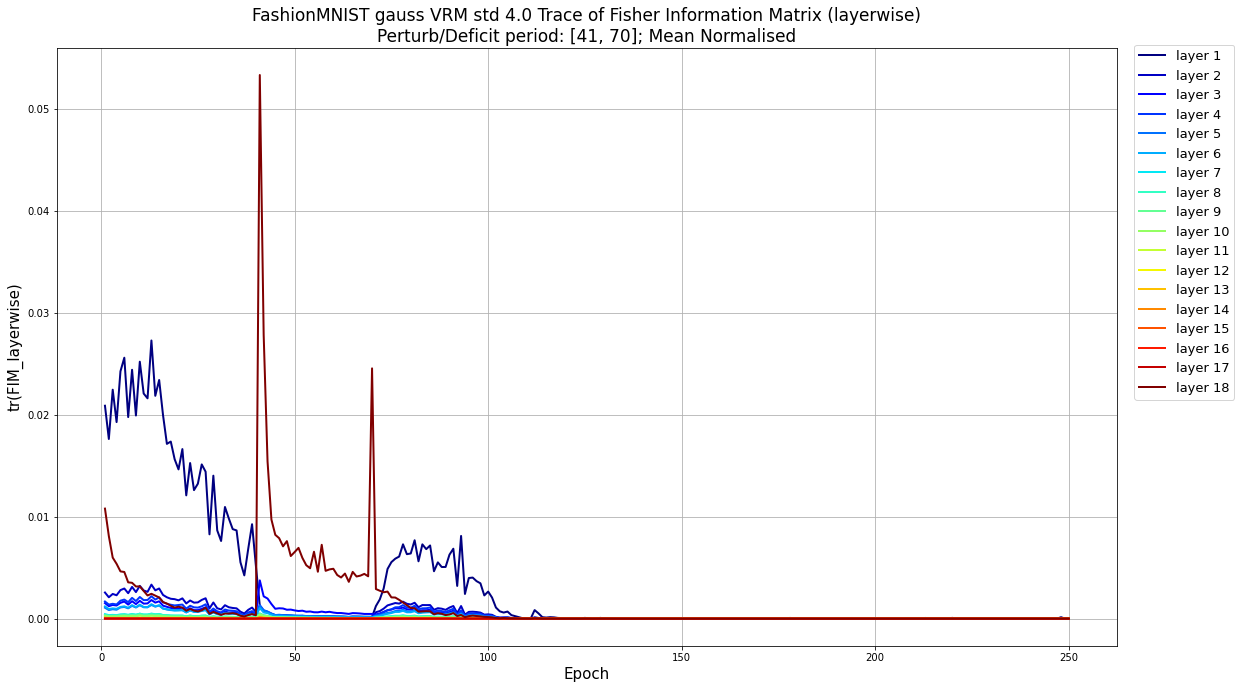 FashionMNIST gauss VRM std 4.0 Trace of Fisher Information Matrix (layerwise)
Perturb/Deficit period: [41, 70]; Mean Normalised
tr(FIM_layerwise)
0.05
0.04
0.03
0.02
0.01
0.00
0
50
100
150
200
250
Epoch
layer 1
layer 2
layer 3
layer 4
layer 5
layer 6
layer 7
layer 8
layer 9
layer 10
layer 11
layer 12
layer 13
layer 14
layer 15
layer 16
layer 17
layer 18